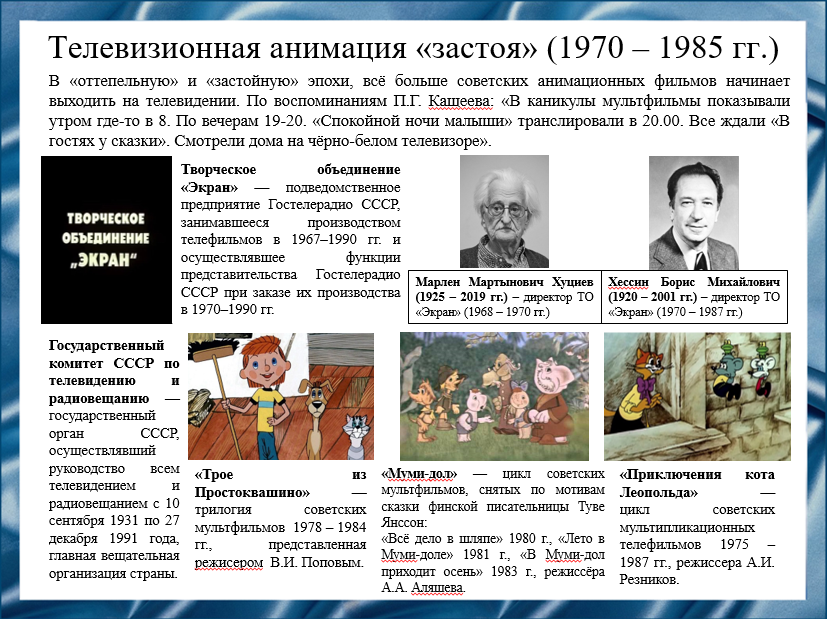 Телевизионная анимация «застоя» (1970 – 1985 гг.)
В «оттепельную» и «застойную» эпохи, всё больше советских анимационных фильмов начинает
выходить на телевидении. По воспоминаниям П.Г. Кащеева: «В каникулы мультфильмы показывали
утром где-то в 8. По вечерам 19-20. «Спокойной ночи малыши» транслировали в 20.00. Все ждали «В
гостях у сказки». Смотрели дома на чёрно-белом телевизоре».
ТВОРЧЕСКОЕ
ОБЪЕДИНЕНИЕ
„ЭКРАН“
Творческое объединение
«Экран» — подведомственное
предприятие Гостелерадио СССР,
занимавшееся производством
телефильмов в 1967–1990 гг. и
осуществлявшее функции
представительства Гостелерадио
СССР при заказе их производства
в 1970–1990 гг.
Марлен Мартынович Хуциев
(1925 – 2019 гг.) – директор ТО
«Экран» (1968 – 1970 гг.)
Хессин Борис Михайлович
(1920 – 2001 гг.) – директор ТО
«Экран» (1970 – 1987 гг.)
Государственный
комитет СССР по
телевидению и
радиовещанию —
государственный
орган СССР,
осуществлявший
руководство всем
телевидением и
радиовещанием с 10
сентября 1931 по 27
декабря 1991 года,
главная вещательная
организация страны.
«Трое из
Простоквашино» —
трилогия советских
мультфильмов 1978 – 1984
гг., представленная
режисером В.И. Поповым.
«Муми-дол» — цикл советских
мультфильмов, снятых по мотивам
сказки финской писательницы Туве
Янссон:
«Всё дело в шляпе» 1980 г., «Лето в
Муми-доле» 1981 г., «В Муми-дол
приходит осень» 1983 г., режиссёра
А.А. Аляшева.
«Приключения кота
Леопольда» —
цикл советских
мультипликационных
телефильмов 1975 –
1987 гг., режиссера А.И.
Резников.